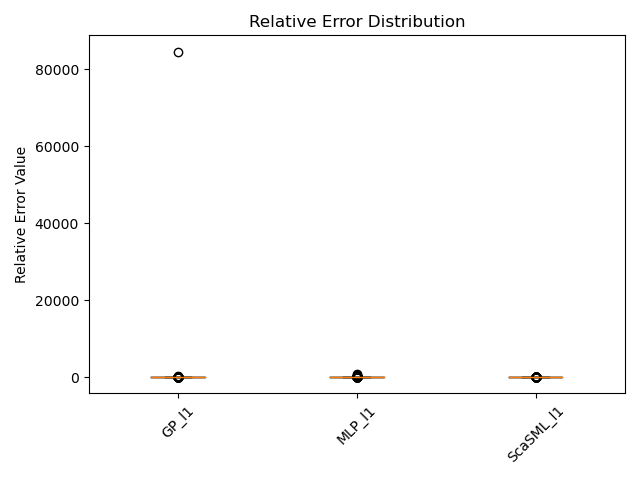 Relative Error Distribution
Relative Error Value
80000
60000
40000
20000
0
GP_l1
MLP_l1
ScaSML_l1